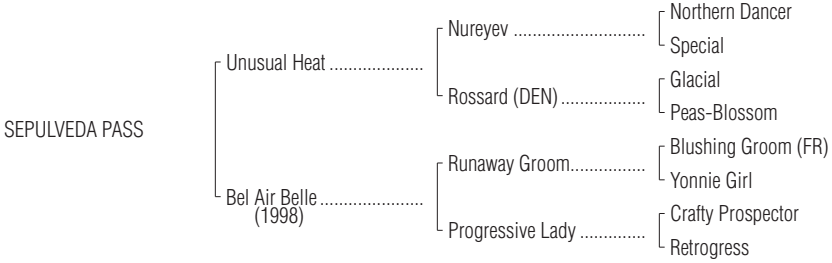 Northern Dancer
Nureyev ............................
Special
Unusual Heat ....................
Glacial
Rossard (DEN) ..................
Peas-Blossom
SEPULVEDA PASS
Blushing Groom (FR)
Runaway Groom................
Yonnie Girl
Bel Air Belle ......................
(1998)
Crafty Prospector
Progressive Lady ..............
Retrogress